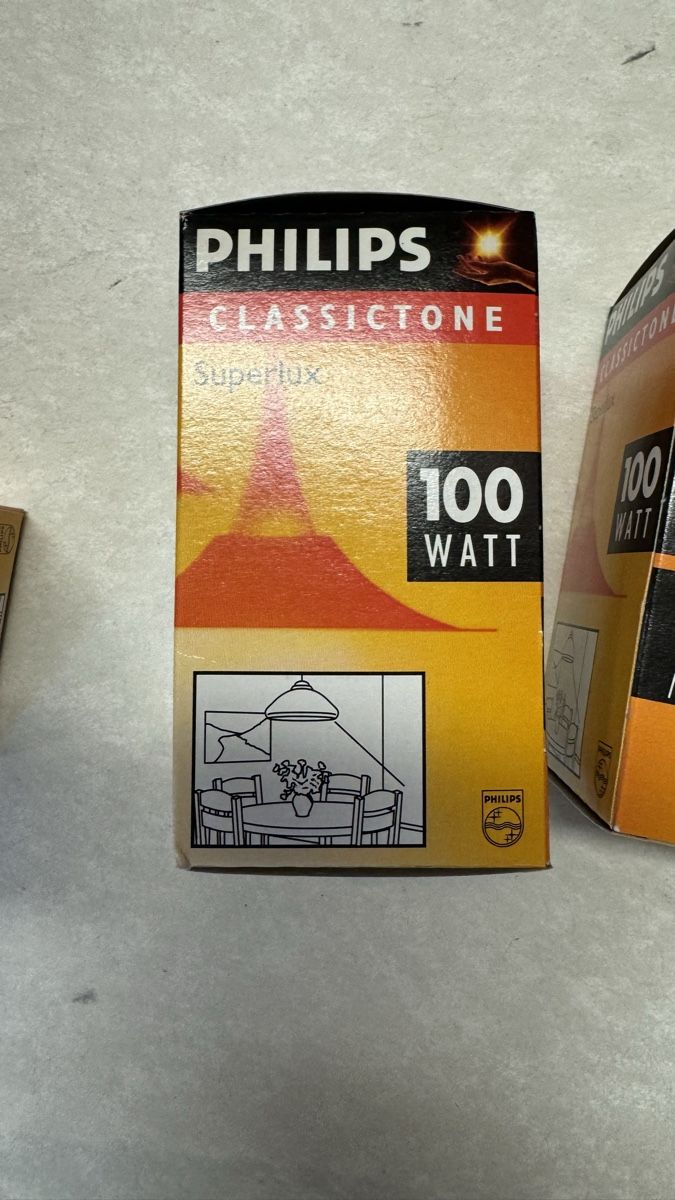 PHILIPS
CLASSICTONE
Superlux
100
WATT
PHILIPS
PHILIPS
CLASSICTONE
100
WATT